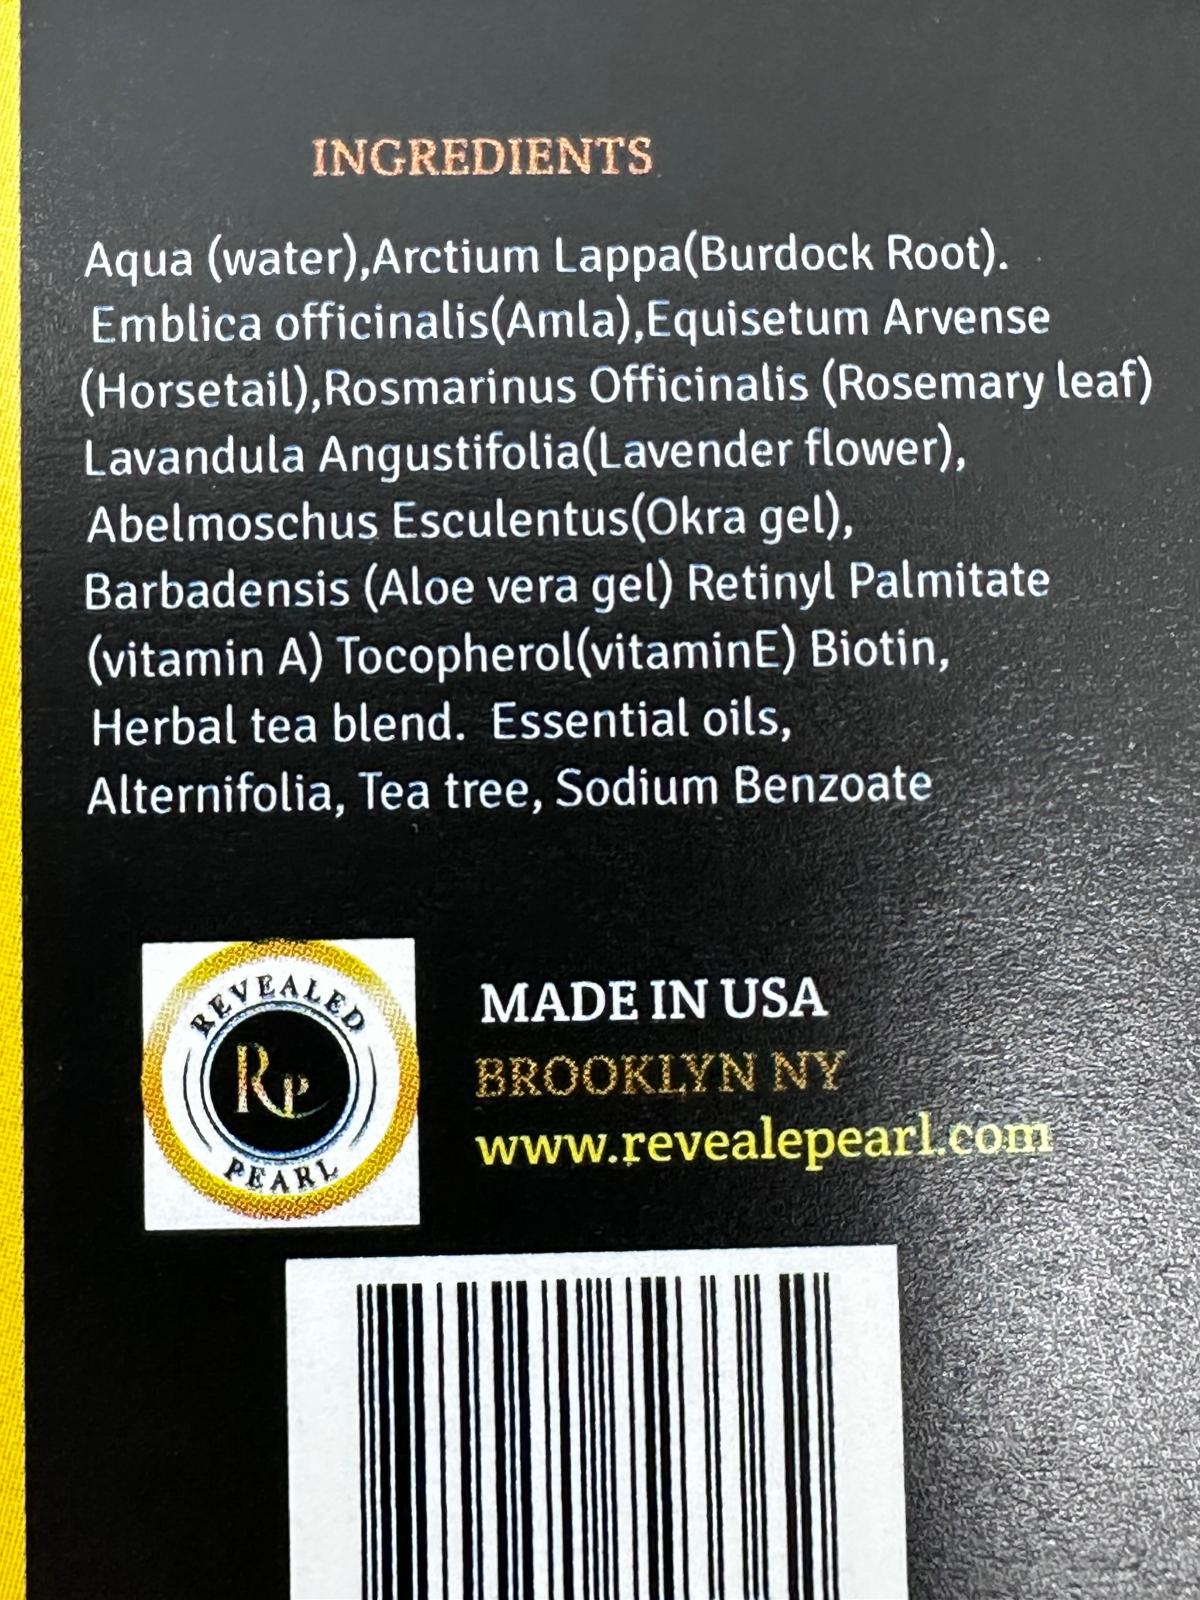 INGREDIENTS
Aqua (water),Arctium Lappa(Burdock Root).
Emblica officinalis(Amla),Equisetum Arvense
(Horsetail),Rosmarinus Officinalis (Rosemary leaf)
Lavandula Angustifolia(Lavender flower),
Abelmoschus Esculentus(Okra gel),
Barbadensis (Aloe vera gel) Retinyl Palmitate
(vitamin A) Tocopherol(vitaminE) Biotin,
Herbal tea blend.  Essential oils,
Alternifolia, Tea tree, Sodium Benzoate
REVEALED
Rp
PEARL
MADE IN USA
BROOKLYN NY
www.revealepearl.com